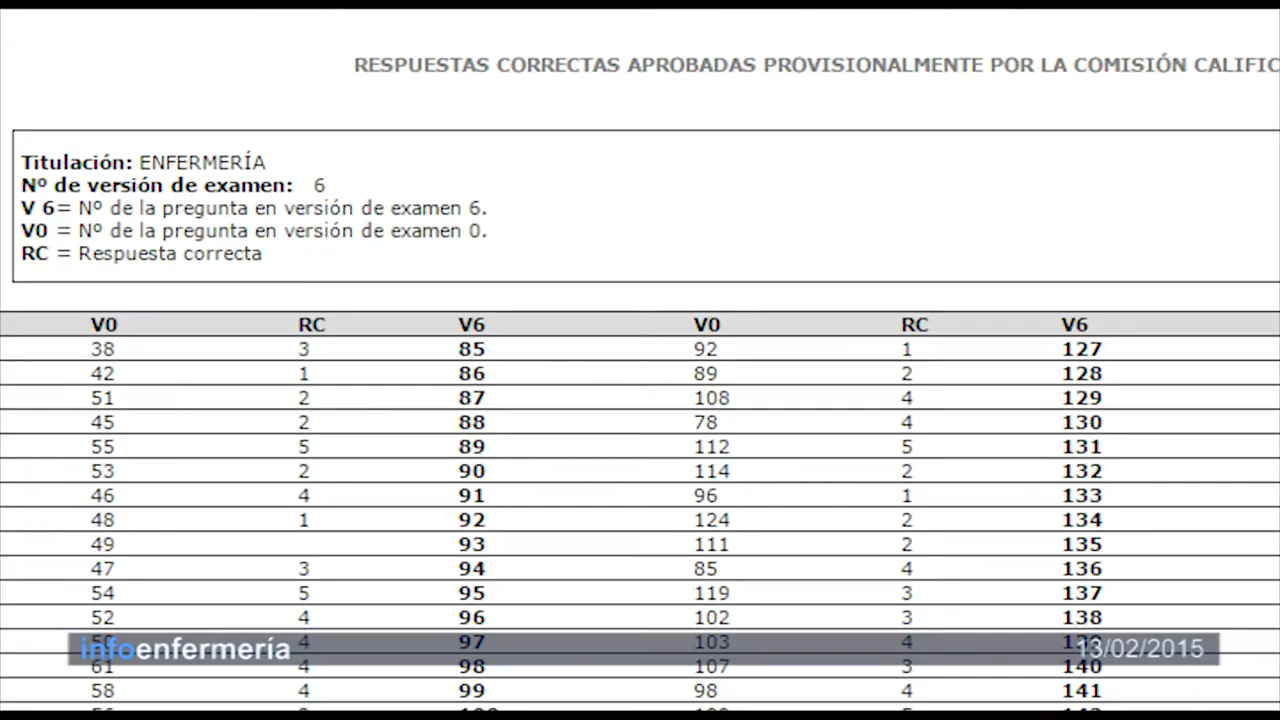 RESPUESTAS CORRECTAS APROBADAS PROVISIONALMENTE POR LA COMISIÓN CALIFIC
Titulación: ENFERMERÍA
Nº de versión de examen: 6
V 6= Nº de la pregunta en versión de examen 6.
V0 = Nº de la pregunta en versión de examen 0.
RC = Respuesta correcta
V0 RC V6 V0 RC V6
38 3 85 92 1 127
42 1 86 89 2 128
51 2 87 108 4 129
45 2 88 78 4 130
55 5 89 112 5 131
53 2 90 114 2 132
46 4 91 96 1 133
48 1 92 124 2 134
49 93 111 2 135
47 3 94 85 4 136
54 5 95 119 3 137
52 4 96 102 3 138
4 97 103 4
infoenfermería 13/02/2015
61 4 98 107 3 140
58 4 99 98 4 141